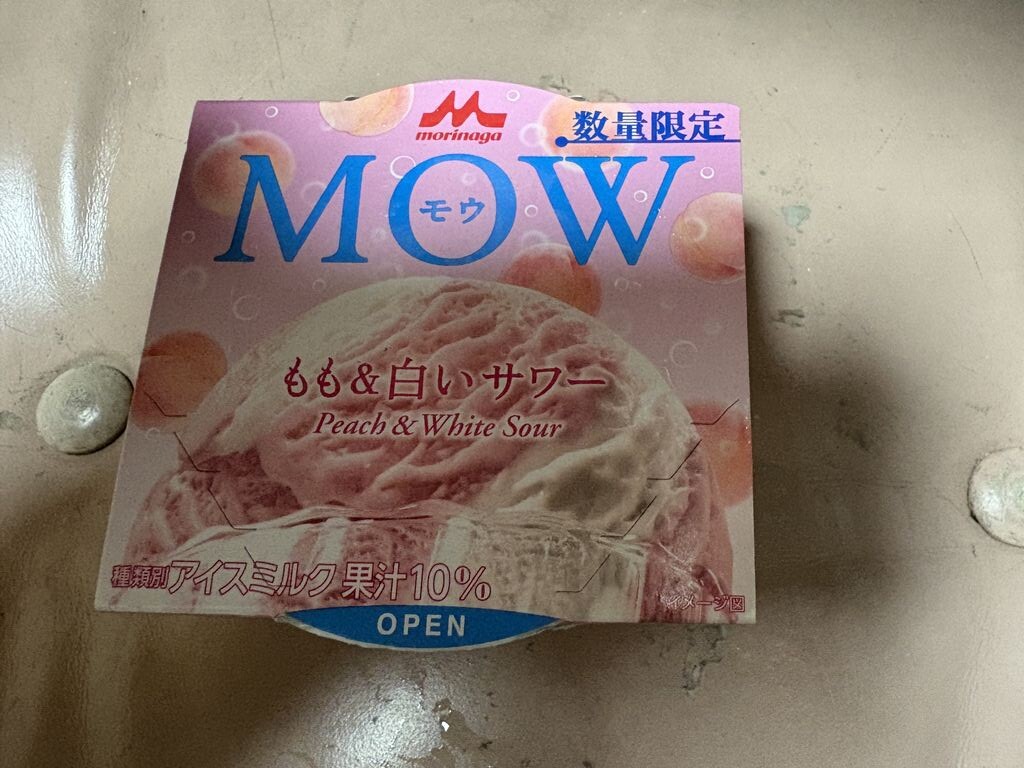 morinaga
数量限定
MOW
モウ
もも&白いサワー
Peach & White Sour
種類別アイスミルク 果汁10%
イメージ図
OPEN